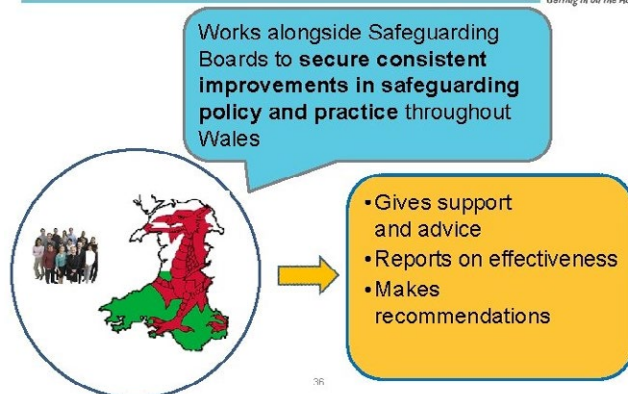 Works alongside Safeguarding
Boards to secure consistent
improvements in safeguarding
policy and practice throughout
Wales
•Gives support
and advice
•Reports on effectiveness
•Makes
recommendations
36